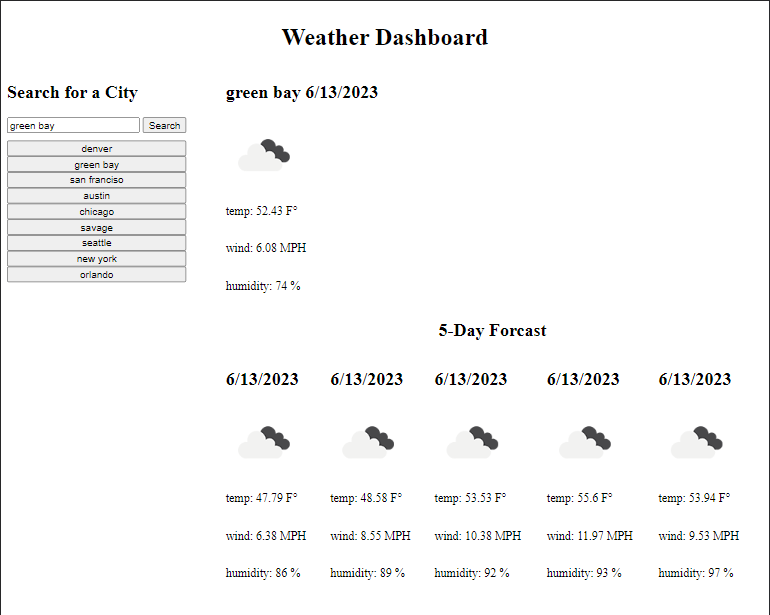 Weather Dashboard
Search for a City
green bay Search
denver
green bay
san franciso
austin
chicago
savage
seattle
new york
orlando
green bay 6/13/2023
temp: 52.43 F°
wind: 6.08 MPH
humidity: 74 %
5-Day Forcast
6/13/2023 6/13/2023 6/13/2023 6/13/2023 6/13/2023
temp: 47.79 F° temp: 48.58 F° temp: 53.53 F° temp: 55.6 F° temp: 53.94 F°
wind: 6.38 MPH wind: 8.55 MPH wind: 10.38 MPH wind: 11.97 MPH wind: 9.53 MPH
humidity: 86 % humidity: 89 % humidity: 92 % humidity: 93 % humidity: 97 %